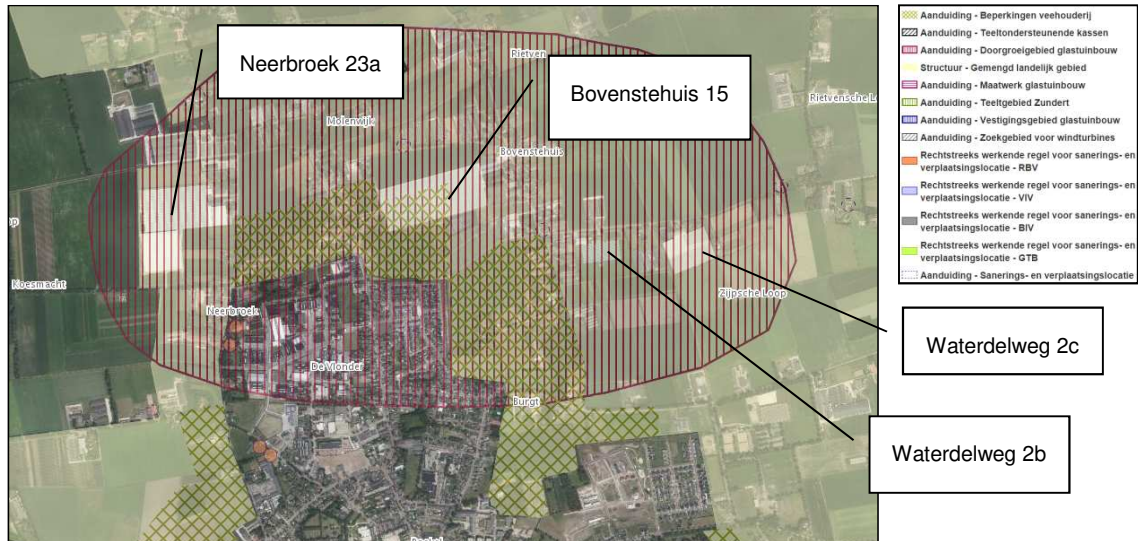 Neerbroek 23a
Bovenstehuis 15
Rietven
Rietvensche Lo
Molenwijk
Bovenstehuis
op
Koesmacht
Neerbroek
Zijpsche Loop
De Vlonder
Burgt
Boekel
Waterdelweg 2c
Waterdelweg 2b
Aanduiding - Beperkingen veehouderij
Aanduiding - Teeltondersteunende kassen
Aanduiding - Doorgroeigebied glastuinbouw
Structuur - Gemengd landelijk gebied
Aanduiding - Maatwerk glastuinbouw
Aanduiding - Teeltgebied Zundert
Aanduiding - Vestigingsgebied glastuinbouw
Aanduiding - Zoekgebied voor windturbines
Rechtstreeks werkende regel voor sanerings- en
verplaatsingslocatie - RBV
Rechtstreeks werkende regel voor sanerings- en
verplaatsingslocatie - VIV
Rechtstreeks werkende regel voor sanerings- en
verplaatsingslocatie - BIV
Rechtstreeks werkende regel voor sanerings- en
verplaatsingslocatie - GTB
Aanduiding - Sanerings- en verplaatsingslocatie